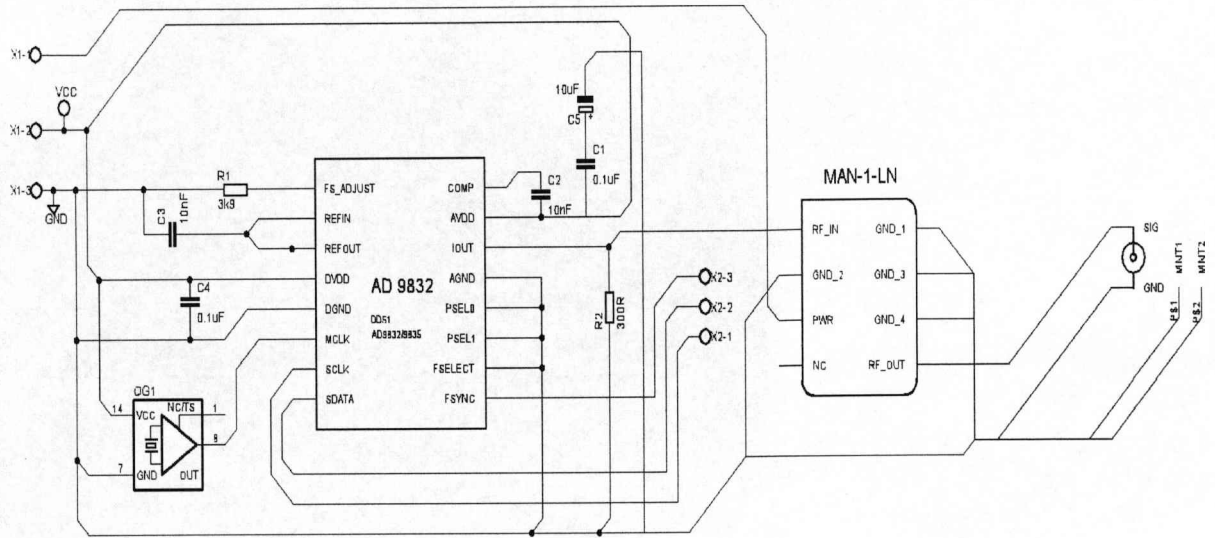 X1-1
VCC
X1-2
X1-3
GND
R1
3k9
C3
10nF
FS_ADJUST
REFIN
REFOUT
DVDD
DGND
MCLK
SCLK
SDATA
COMP
AVDD
IOUT
AGND
PSEL0
PSEL1
FSELECT
FSYNC
AD 9832
DDS1
AD9832/9835
C4
0.1uF
OG1
14
VCC
NC/TS
1
8
7
GND
OUT
10uF
C5
+
C1
0.1uF
C2
10nF
R2
300R
X2-3
X2-2
X2-1
MAN-1-LN
RF_IN
GND_2
PWR
NC
GND_1
GND_3
GND_4
RF_OUT
SIG
GND
MNT1
MNT2
PS1
PS2